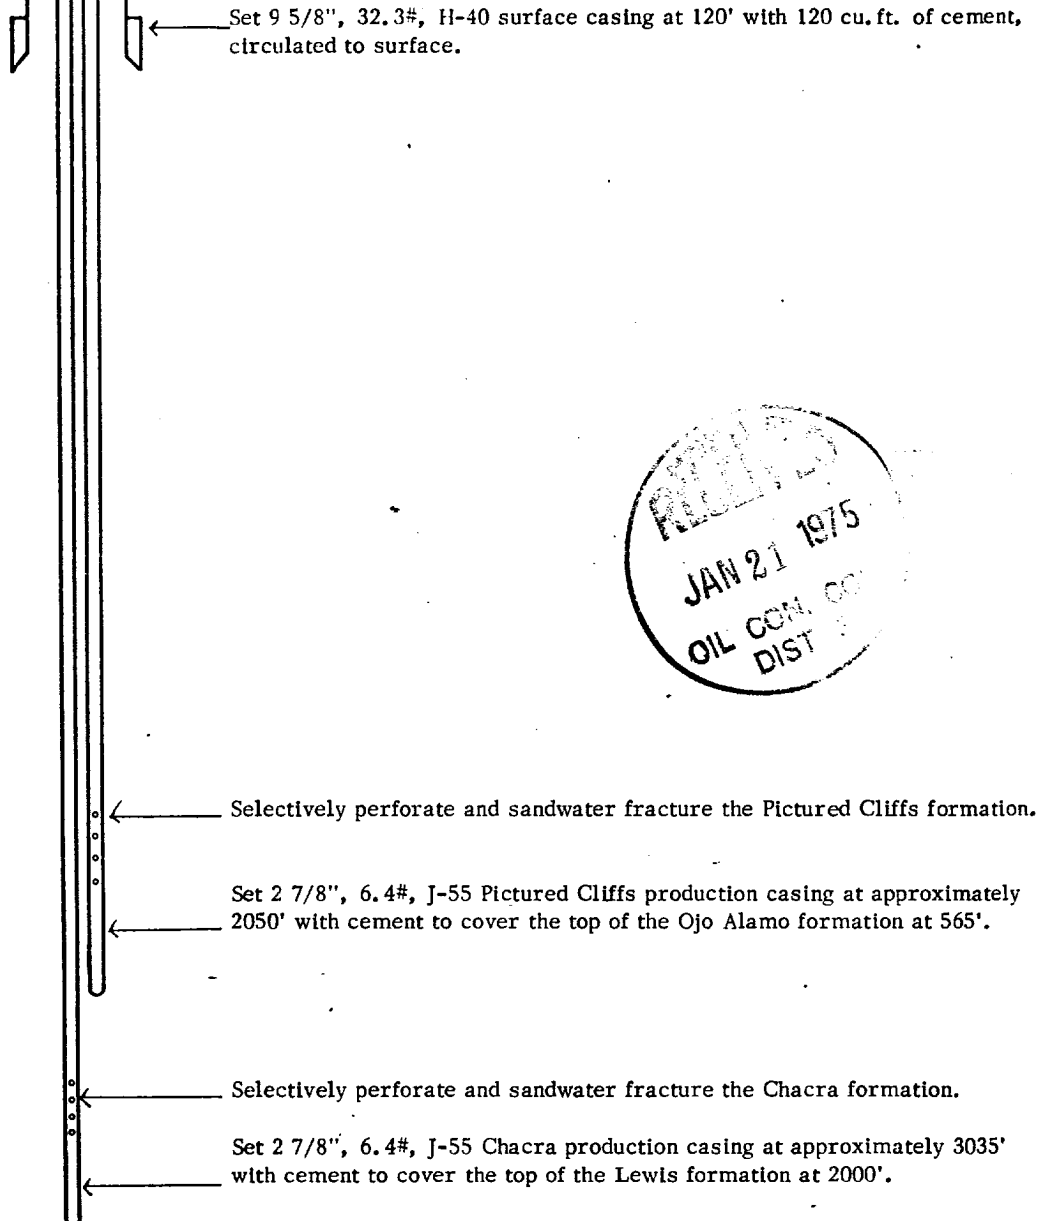 Set 9 5/8", 32.3#, H-40 surface casing at 120' with 120 cu.ft. of cement,
circulated to surface.
JAN 21 1975
OIL CON. CO
DIST
Selectively perforate and sandwater fracture the Pictured Cliffs formation.
Set 2 7/8", 6.4#, J-55 Pictured Cliffs production casing at approximately
2050' with cement to cover the top of the Ojo Alamo formation at 565'.
Selectively perforate and sandwater fracture the Chacra formation.
Set 2 7/8", 6.4#, J-55 Chacra production casing at approximately 3035'
with cement to cover the top of the Lewis formation at 2000'.